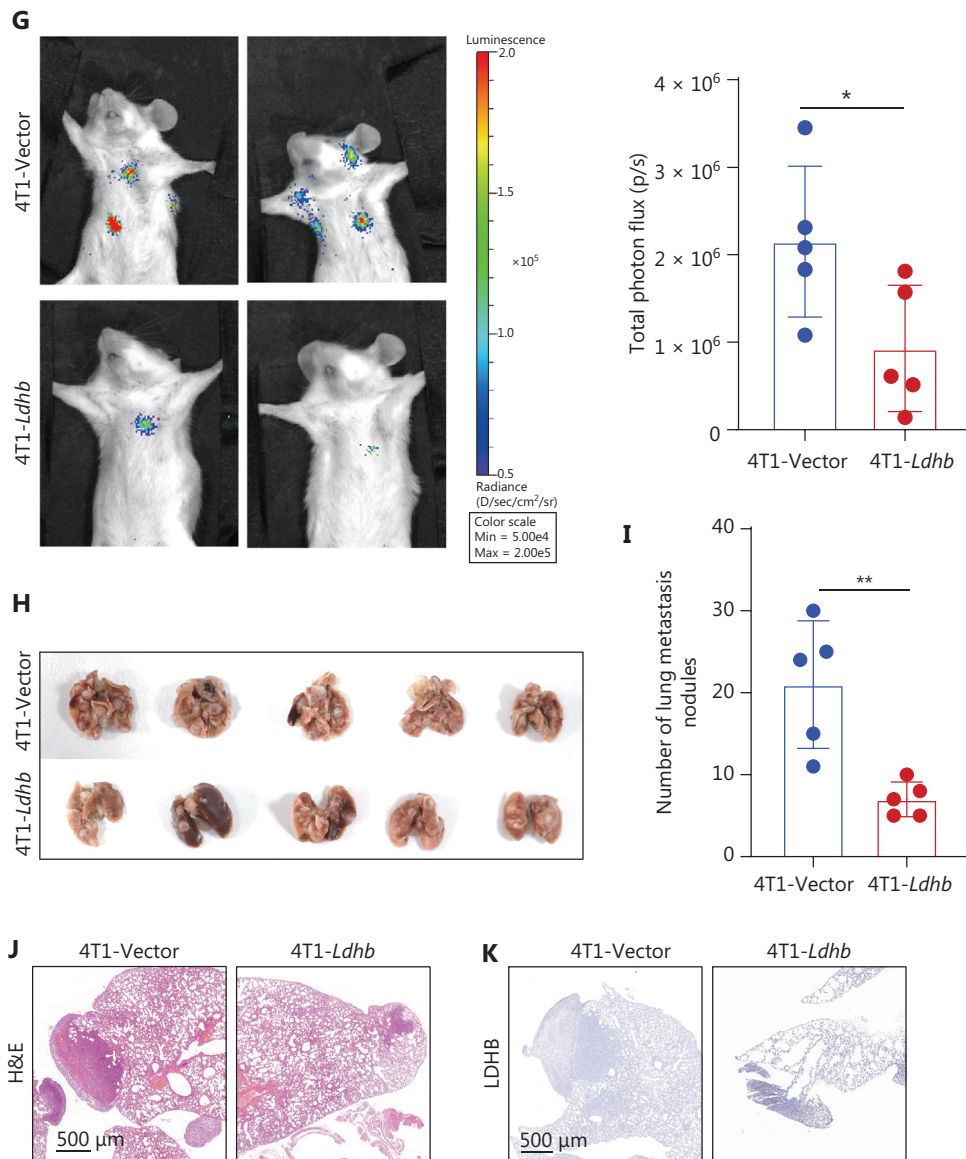 G
4T1-Vector
4T1-Ldhb
Luminescence
2.0
1.5
×10⁵
1.0
0.5
Radiance
(D/sec/cm²/sr)
Color scale
Min = 5.00e4
Max = 2.00e5
Total photon flux (p/s)
4 × 10⁶
3 × 10⁶
2 × 10⁶
1 × 10⁶
0
*
4T1-Vector 4T1-Ldhb
H
4T1-Vector
4T1-Ldhb
I
Number of lung metastasis
nodules
40
30
20
10
0
**
4T1-Vector 4T1-Ldhb
J
4T1-Vector 4T1-Ldhb
H&E
500 μm
K
4T1-Vector 4T1-Ldhb
LDHB
500 μm